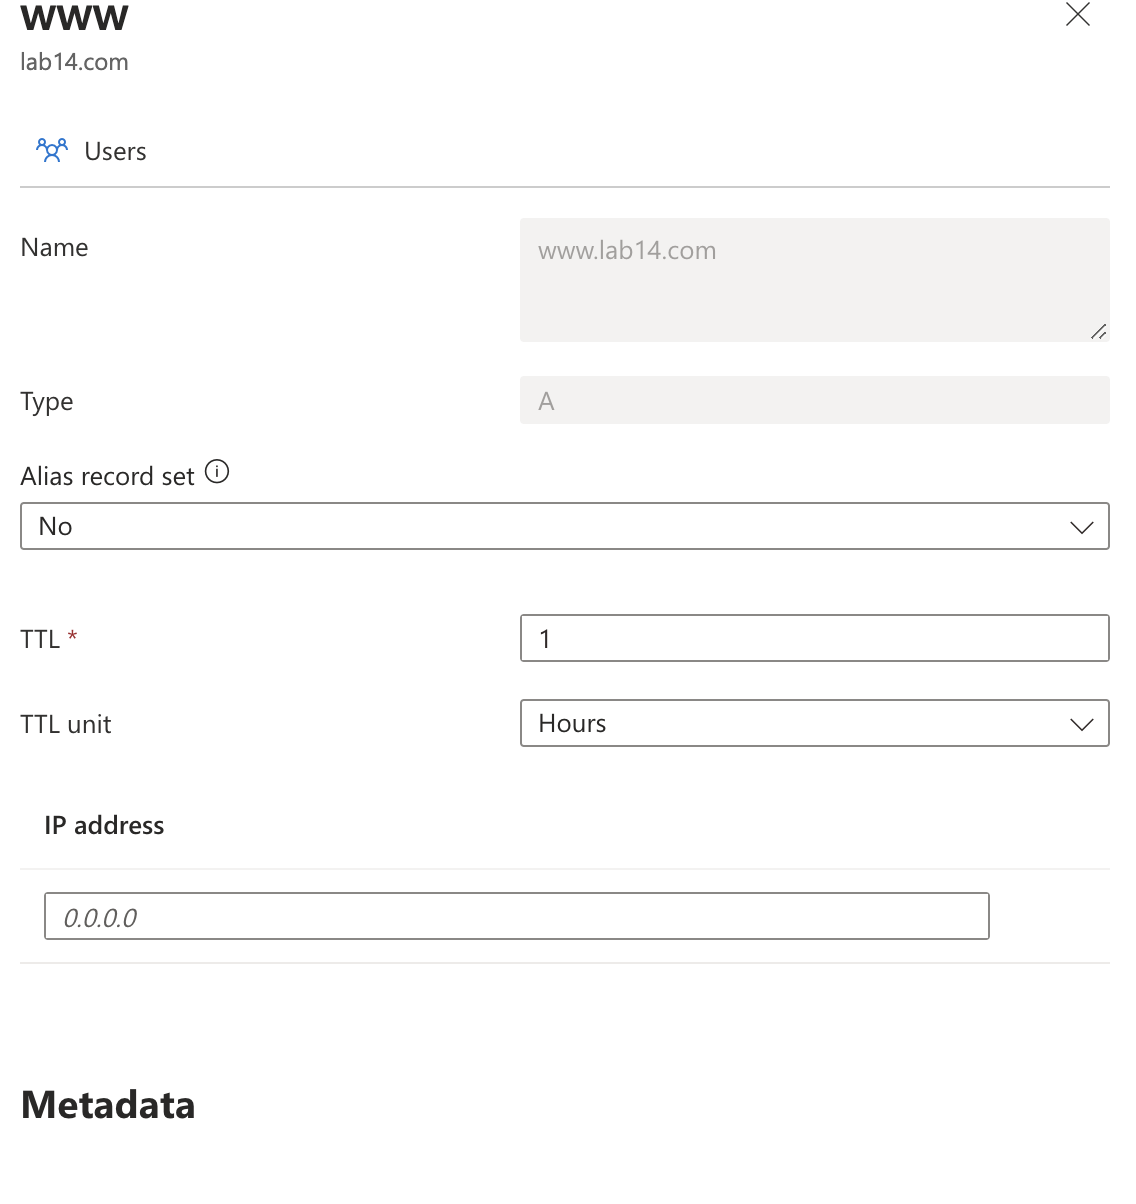 www
lab14.com
Users
Name
www.lab14.com
Type
A
Alias record set
No
TTL *
1
TTL unit
Hours
IP address
0.0.0.0
Metadata